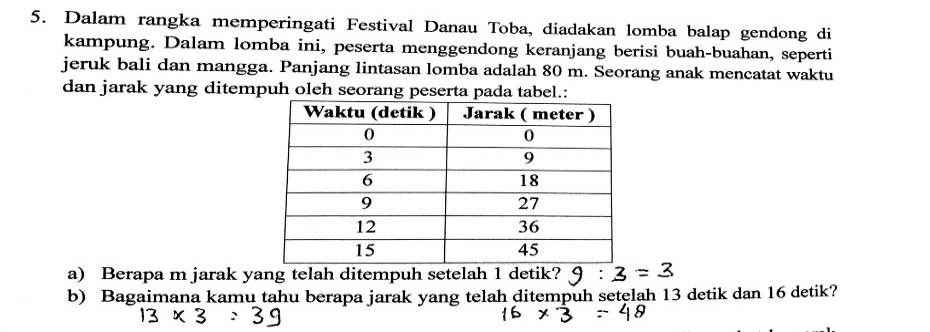 5. Dalam rangka memperingati Festival Danau Toba, diadakan lomba balap gendong di
kampung. Dalam lomba ini, peserta menggendong keranjang berisi buah-buahan, seperti
jeruk bali dan mangga. Panjang lintasan lomba adalah 80 m. Seorang anak mencatat waktu
dan jarak yang ditempuh oleh seorang peserta pada tabel.:
Waktu (detik ) Jarak ( meter )
0 0
3 9
6 18
9 27
12 36
15 45
a) Berapa m jarak yang telah ditempuh setelah 1 detik? 9 : 3 = 3
b) Bagaimana kamu tahu berapa jarak yang telah ditempuh setelah 13 detik dan 16 detik?
13 x 3 = 39 16 x 3 = 48